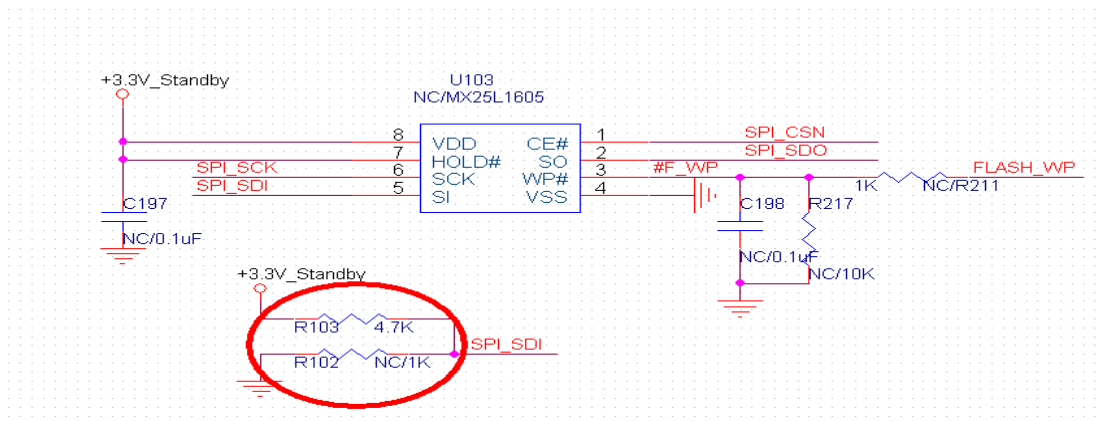 +3.3V_Standby
U103
NC/MX25L1605
8 VDD CE# 1 SPI_CSN
7 HOLD# SO 2 SPI_SDO
SPI_SCK 6 SCK WP# 3 #F_WP FLASH_WP
SPI_SDI 5 SI VSS 4 1K NC/R211
C197 C198 R217
NC/0.1uF
NC/0.1uF
NC/10K
+3.3V_Standby
R103 4.7K
SPI_SDI
R102 NC/1K